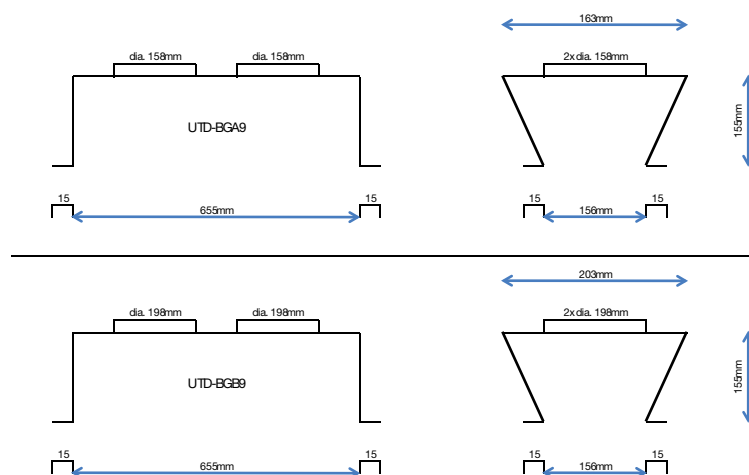 163mm
dia. 158mm
dia. 158mm
2x dia. 158mm
UTD-BGA9
155mm
15
655mm
15
15
156mm
15
203mm
dia. 198mm
dia. 198mm
2x dia. 198mm
UTD-BGB9
155mm
15
655mm
15
15
156mm
15